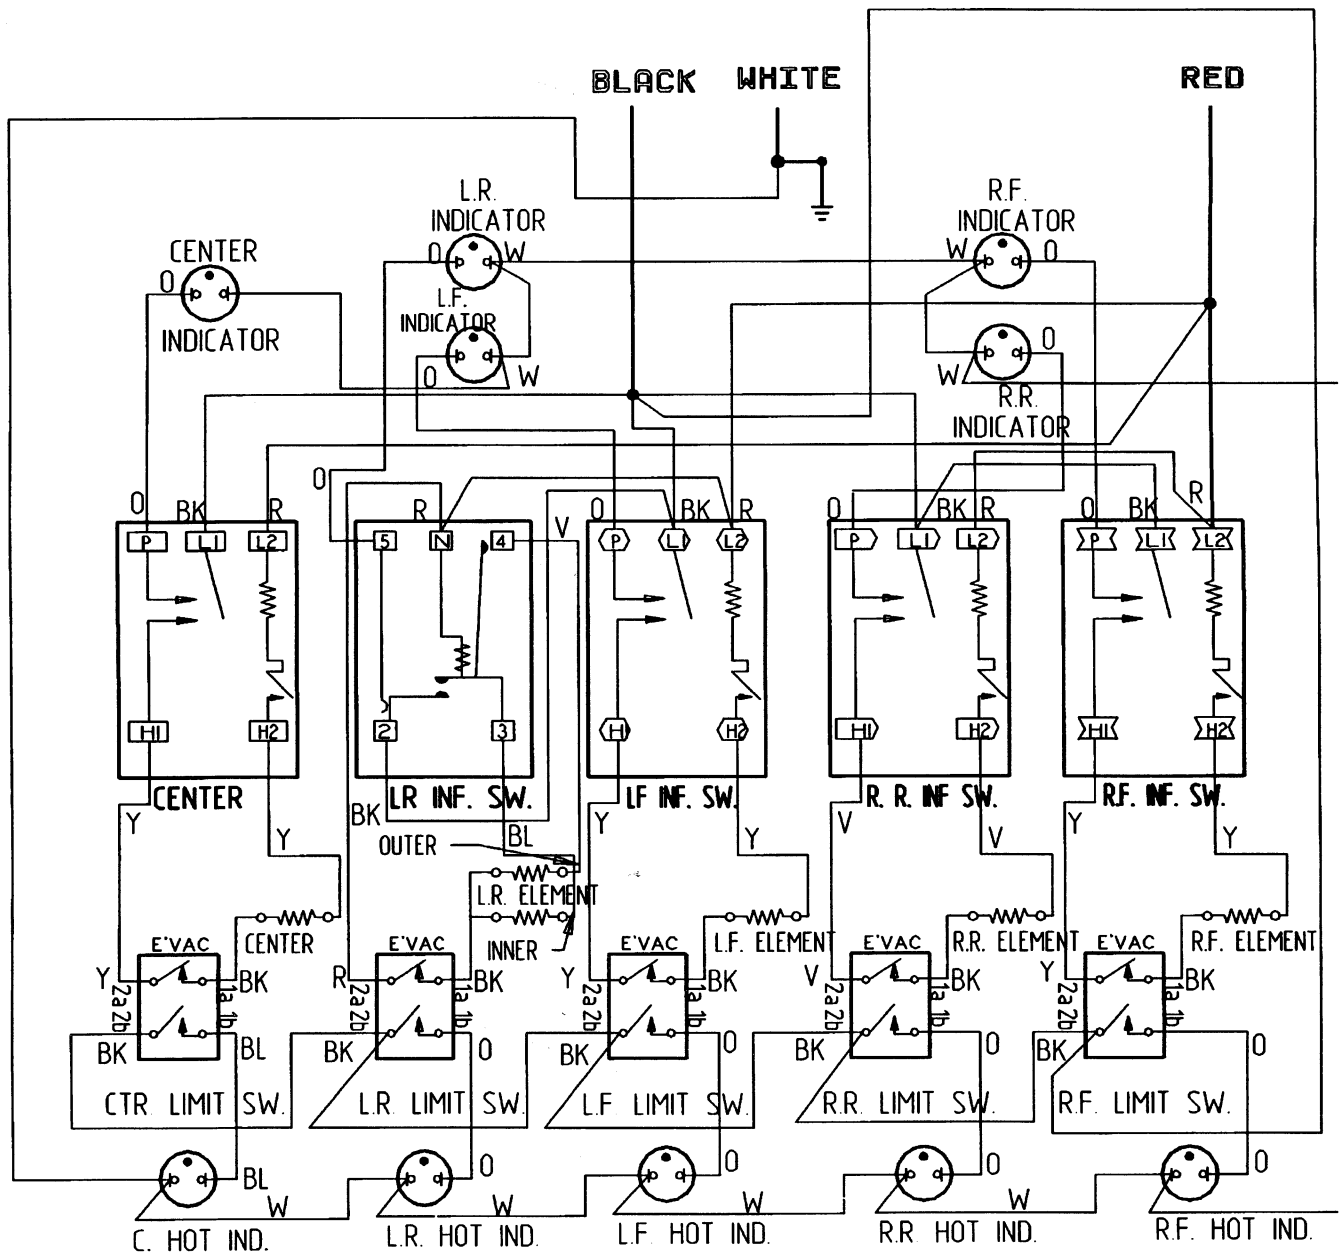 BLACK WHITE RED
L.R. INDICATOR
R.F. INDICATOR
CENTER INDICATOR
O
O W
W O
L.F. INDICATOR
O W
O
W
R.R. INDICATOR
O BK R
O R V
O BK R
O BK R
O BK R
P L1 L2
5 N 4
P L1 L2
P L1 L2
P L1 L2
H1 H2
2 3
H1 H2
H1 H2
H1 H2
CENTER
LR INF. SW.
LF INF. SW.
R. R. INF SW.
R.F. INF. SW.
Y Y
BK BL
Y Y
V V
Y Y
OUTER
L.R. ELEMENT
INNER
CENTER
L.F. ELEMENT
R.R. ELEMENT
R.F. ELEMENT
E'VAC
E'VAC
E'VAC
E'VAC
E'VAC
Y BK
R BK
Y BK
V BK
Y BK
2a 2b 1a 1b
2a 2b 1a 1b
2a 2b 1a 1b
2a 2b 1a 1b
2a 2b 1a 1b
BK BL
BK O
BK O
BK O
BK O
CTR. LIMIT SW.
L.R. LIMIT SW.
L.F. LIMIT SW.
R.R. LIMIT SW.
R.F. LIMIT SW.
BL
O
O
O
O
W
W
W
W
C. HOT IND.
L.R. HOT IND.
L.F. HOT IND.
R.R HOT IND.
R.F. HOT IND.